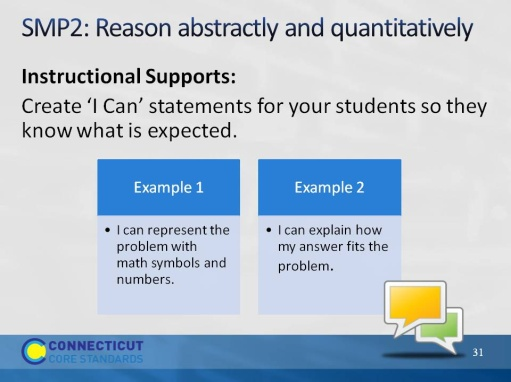 SMP2: Reason abstractly and quantitatively
Instructional Supports:
Create ‘I Can’ statements for your students so they
know what is expected.
Example 1
• I can represent the
problem with
math symbols and
numbers.
Example 2
• I can explain how
my answer fits the
problem.
CONNECTICUT
CORE STANDARDS
31